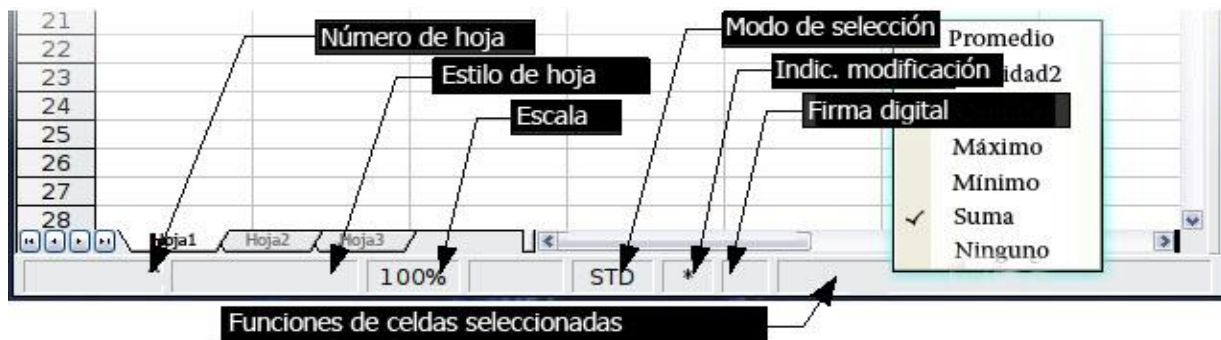 21
22
23
24
25
26
27
28
Número de hoja
Estilo de hoja
Escala
Modo de selección
Indic. modificación
Firma digital
Promedio
idad2
Máximo
Mínimo
Suma
Ninguno
Hoja1 Hoja2 Hoja3
100% STD *
Funciones de celdas seleccionadas